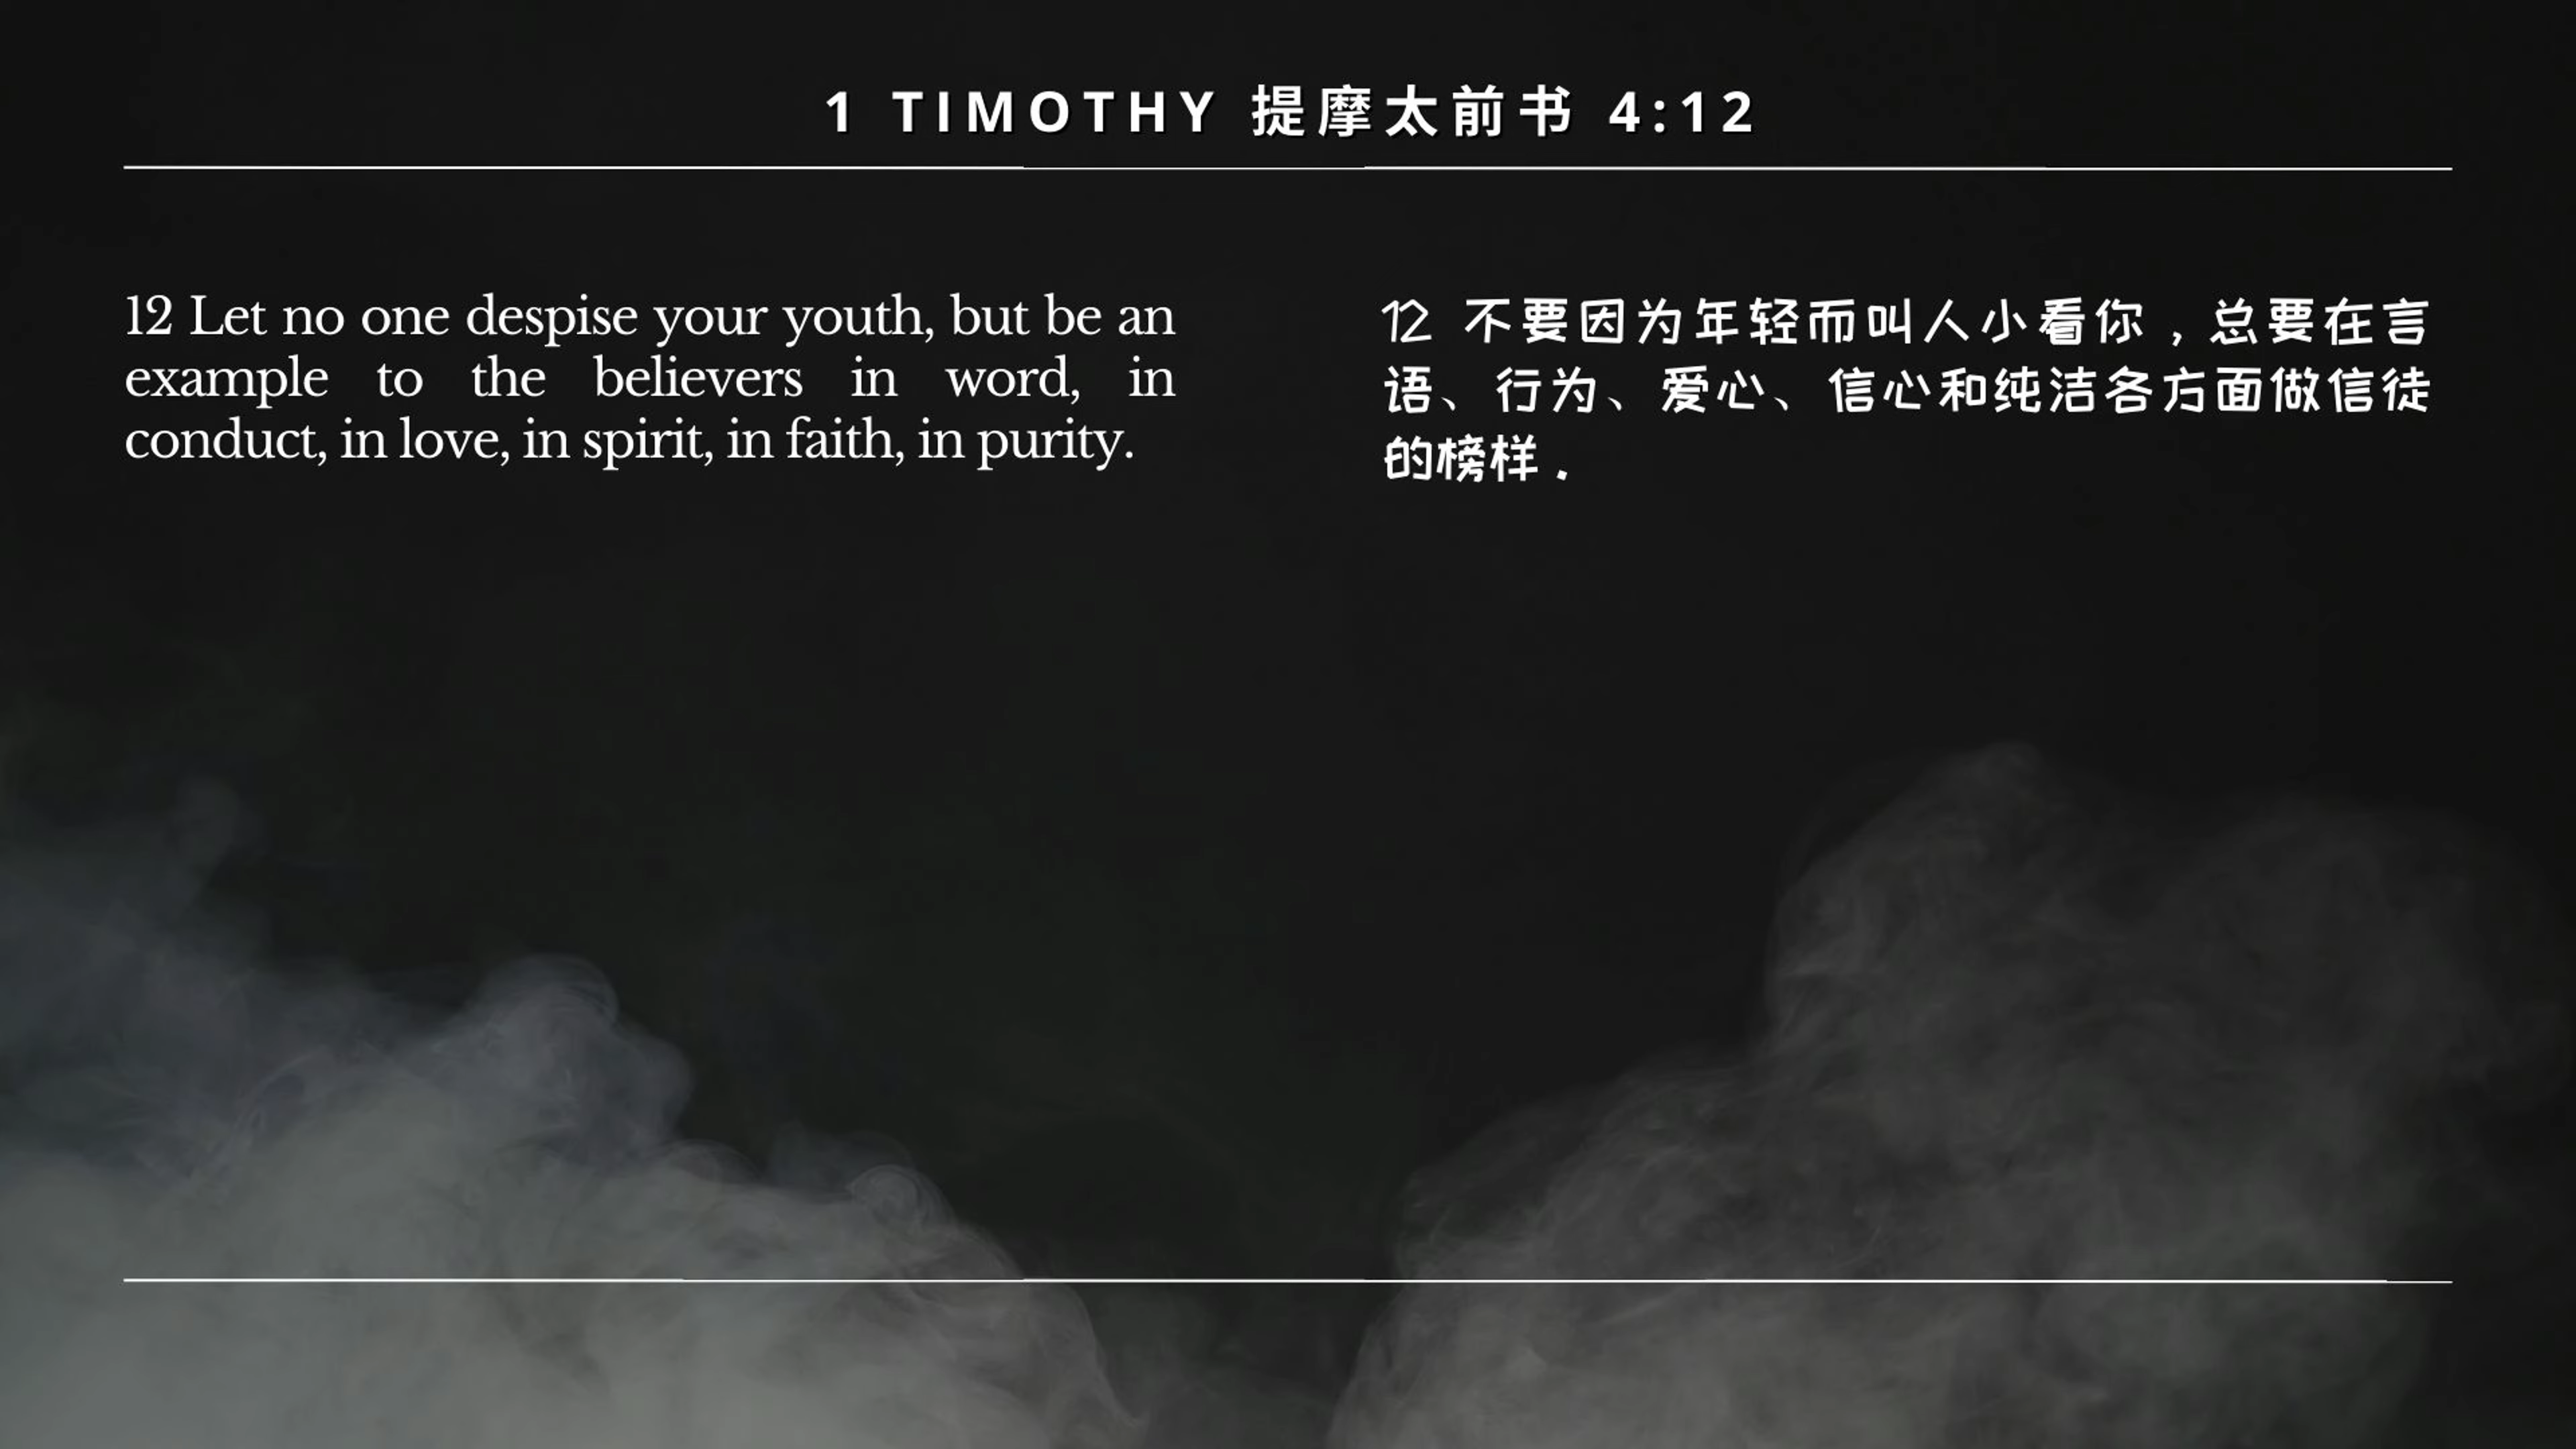 1 TIMOTHY 提摩太前书 4:12
12 Let no one despise your youth, but be an
example to the believers in word, in
conduct, in love, in spirit, in faith, in purity.
12 不要因为年轻而叫人小看你，总要在言
语、行为、爱心、信心和纯洁各方面做信徒
的榜样.